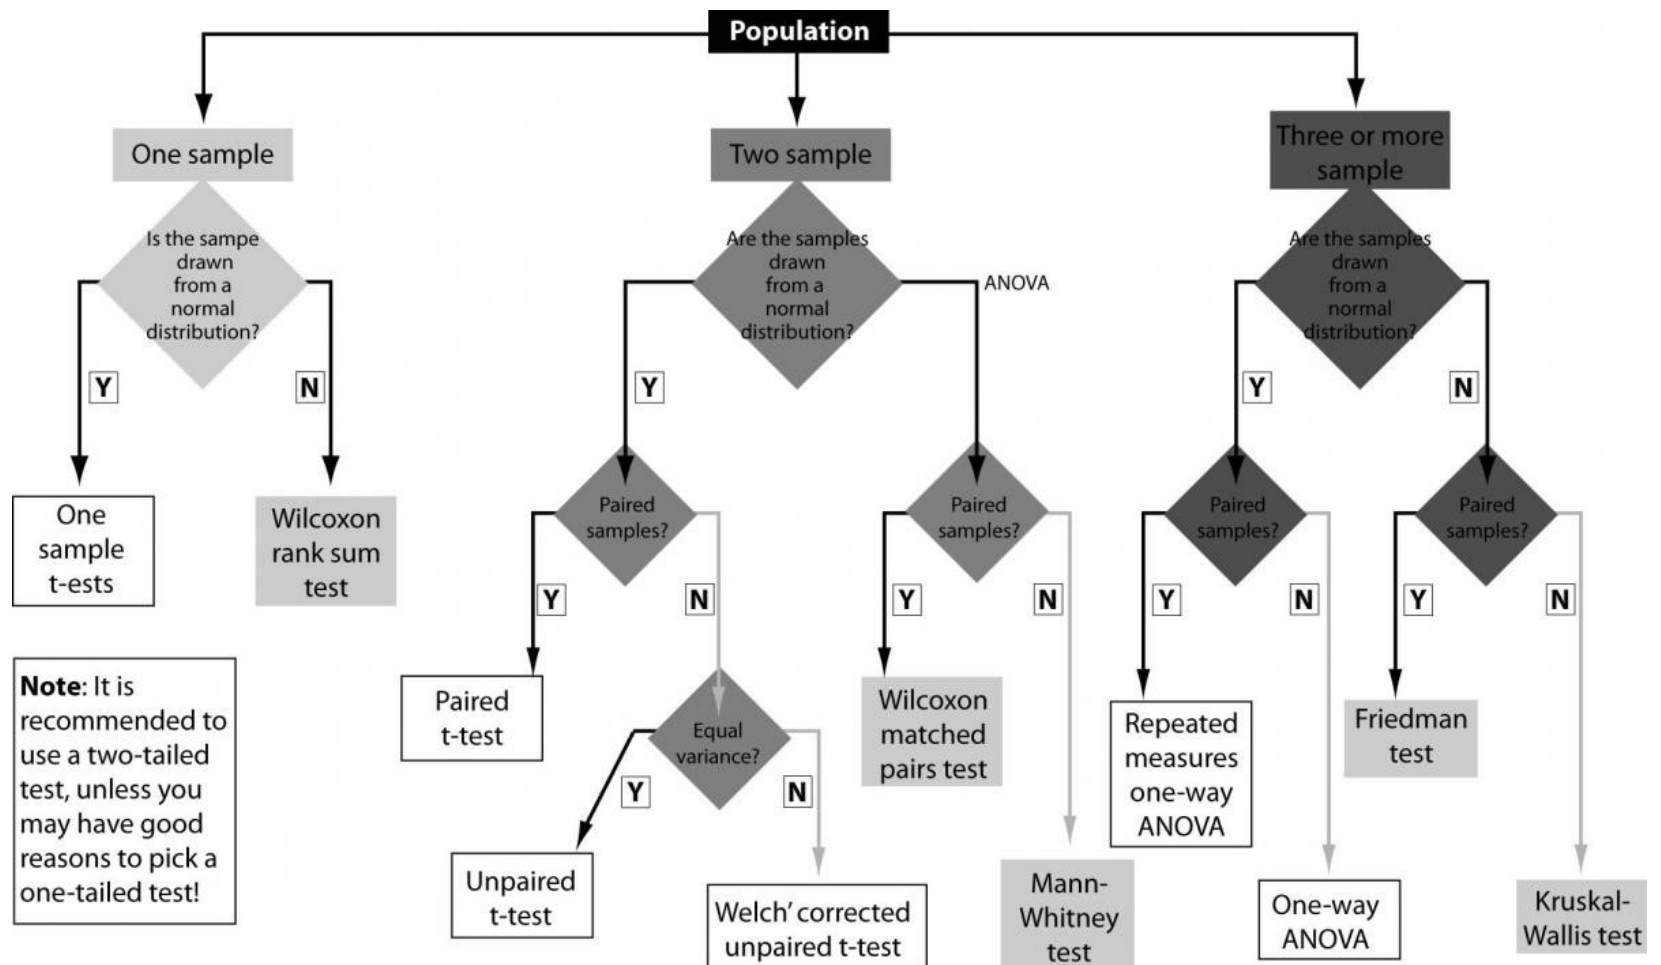 Population
One sample
Is the sampe
drawn
from a
normal
distribution?
Y
N
One
sample
t-ests
Wilcoxon
rank sum
test
Note: It is
recommended to
use a two-tailed
test, unless you
may have good
reasons to pick a
one-tailed test!
Two sample
Are the samples
drawn
from a
normal
distribution?
ANOVA
Y
Paired
samples?
Y
N
Paired
t-test
Equal
variance?
Y
N
Unpaired
t-test
Welch' corrected
unpaired t-test
Paired
samples?
Y
N
Wilcoxon
matched
pairs test
Mann-
Whitney
test
Three or more
sample
Are the samples
drawn
from a
normal
distribution?
Y
N
Paired
samples?
Y
N
Repeated
measures
one-way
ANOVA
One-way
ANOVA
Paired
samples?
Y
N
Friedman
test
Kruskal-
Wallis test